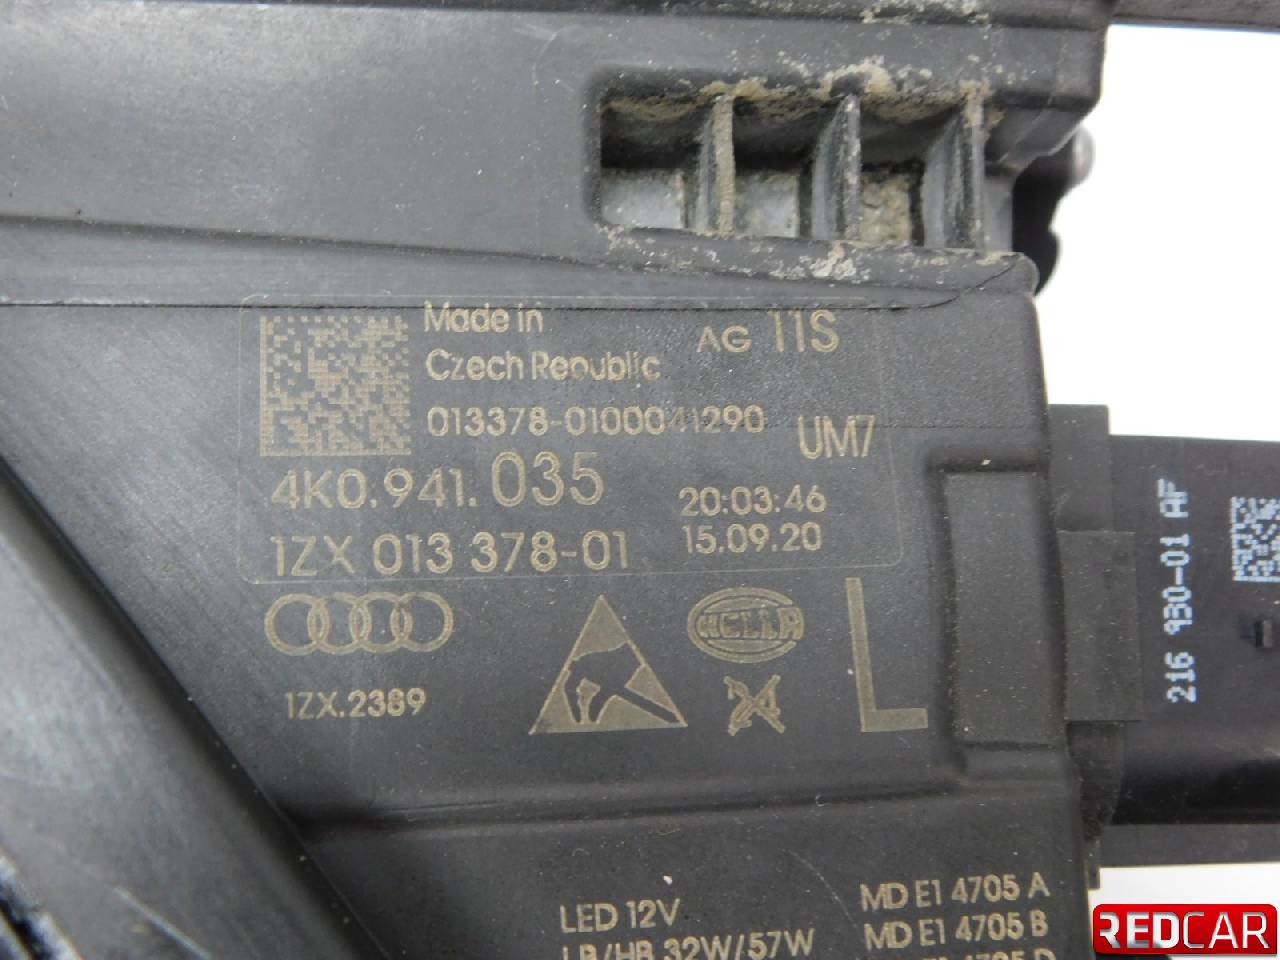 Made in
Czech Republic
AG 11S
013378-0100041290
UM7
4K0.941.035
20:03:46
1ZX 013 378-01
15.09.20
HELLA
1ZX.2389
24
L
216 930-01 AF
LED 12V
LB/HB 32W/57W
MD E1 4705 A
MD E1 4705 B
REDCAR